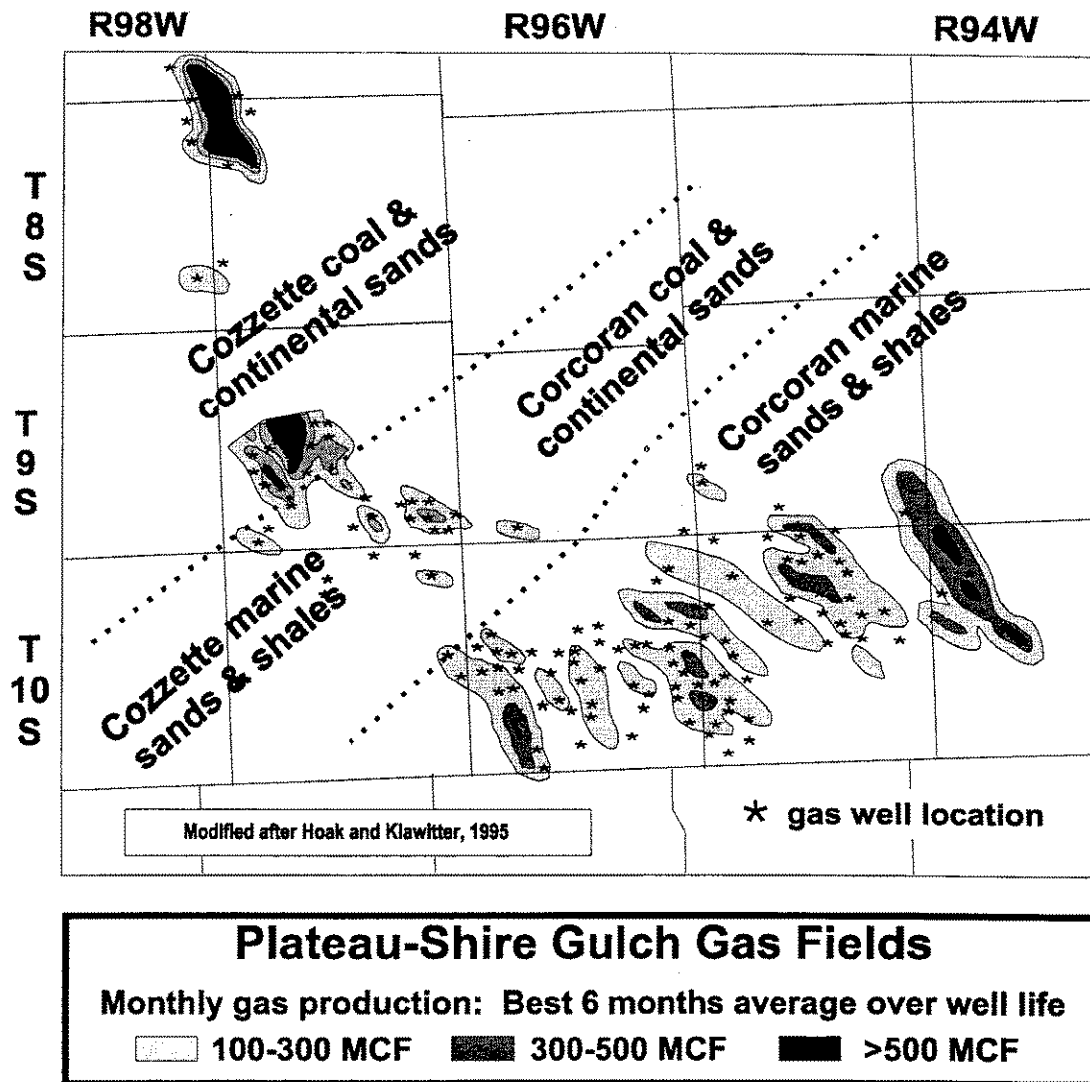 R98W R96W R94W
T
8
S
Cozzette coal &
continental sands
Corcoran coal &
continental sands
Corcoran marine
sands & shales
T
9
S
Cozzette marine
sands & shales
T
10
S
Modified after Hoak and Klawitter, 1995
* gas well location
Plateau-Shire Gulch Gas Fields
Monthly gas production: Best 6 months average over well life
100-300 MCF 300-500 MCF >500 MCF